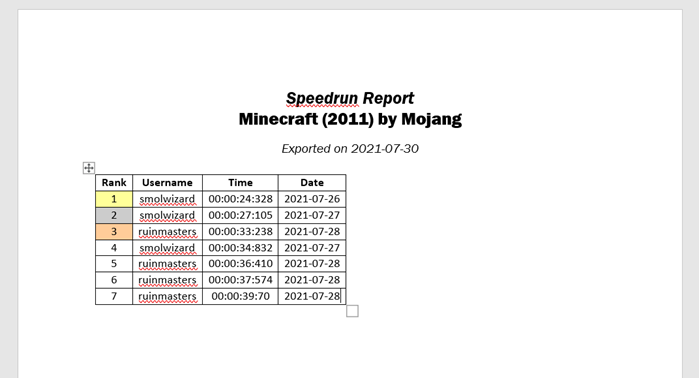 Speedrun Report
Minecraft (2011) by Mojang
Exported on 2021-07-30
Rank Username Time Date
1 smolwizard 00:00:24:328 2021-07-26
2 smolwizard 00:00:27:105 2021-07-27
3 ruinmasters 00:00:33:238 2021-07-28
4 smolwizard 00:00:34:832 2021-07-27
5 ruinmasters 00:00:36:410 2021-07-28
6 ruinmasters 00:00:37:574 2021-07-28
7 ruinmasters 00:00:39:70 2021-07-28